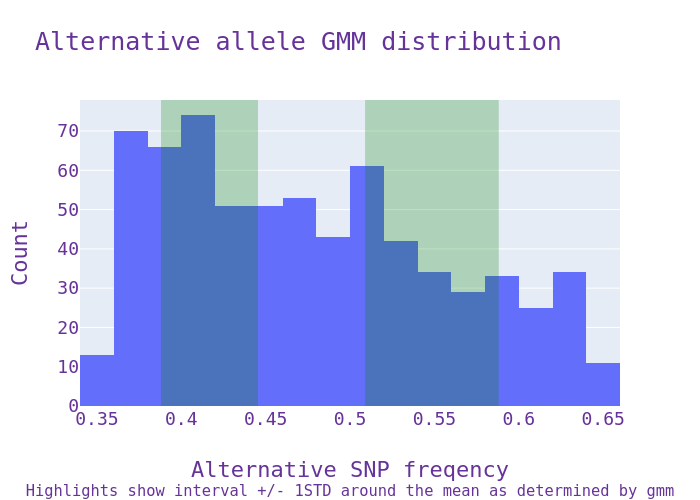 Alternative allele GMM distribution
70
60
50
40
30
20
10
0
Count
0.35 0.4 0.45 0.5 0.55 0.6 0.65
Alternative SNP freqency
Highlights show interval +/- 1STD around the mean as determined by gmm